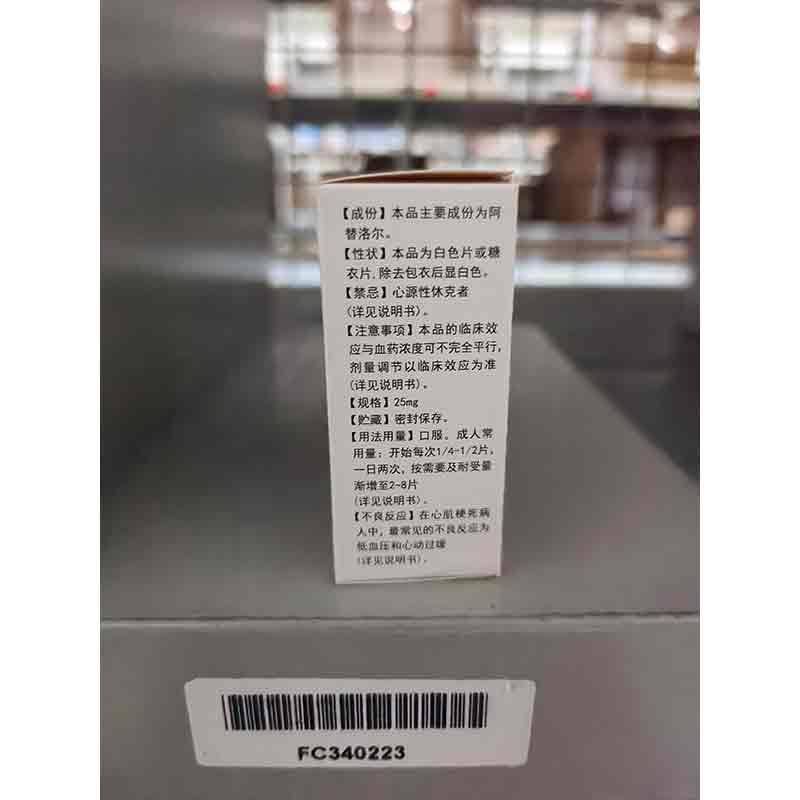 【成份】本品主要成份为阿
替洛尔。
【性状】本品为白色片或糖
衣片,除去包衣后显白色。
【禁忌】心源性休克者
(详见说明书)。
【注意事项】本品的临床效
应与血药浓度可不完全平行,
剂量调节以临床效应为准
(详见说明书)。
【规格】25mg
【贮藏】密封保存。
【用法用量】口服。成人常
用量:开始每次1/4-1/2片,
一日两次,按需要及耐受量
渐增至2-8片
(详见说明书)。
【不良反应】在心肌梗死病
人中,最常见的不良反应为
低血压和心动过缓
(详见说明书)。
FC340223